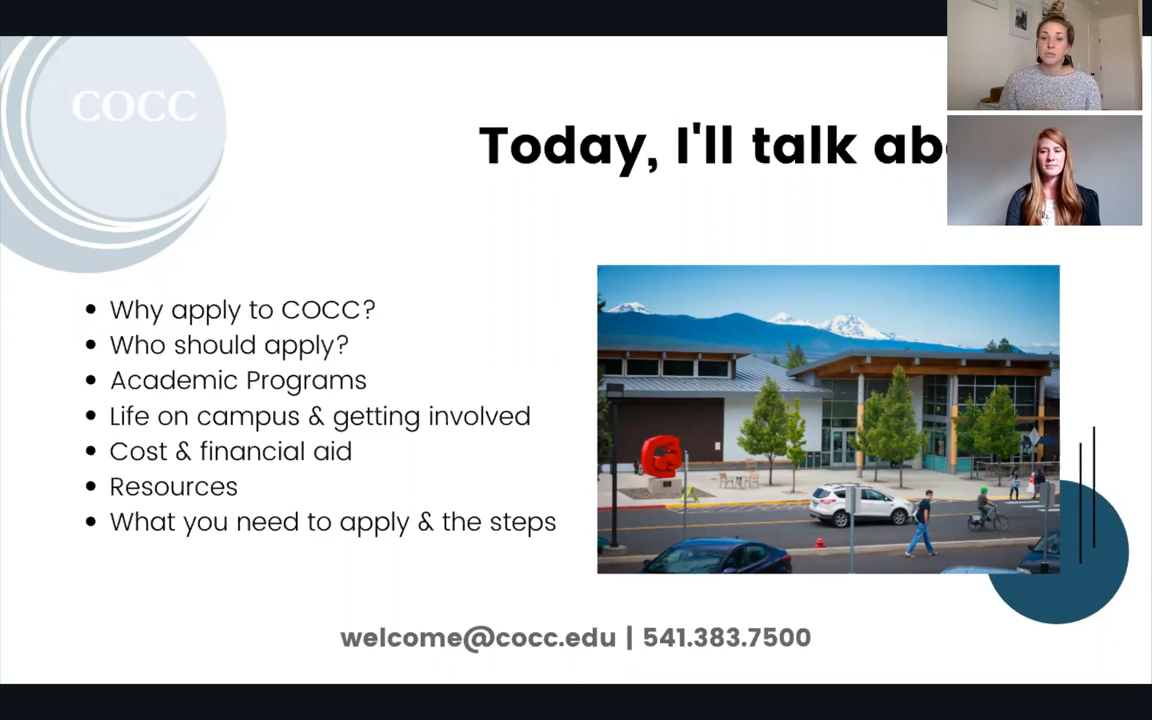 COCC
Today, I'll talk
Why apply to COCC?
Who should apply?
Academic Programs
Life on campus & getting involved
Cost & financial aid
Resources
What you need to apply & the steps
welcome@cocc.edu | 541.383.7500